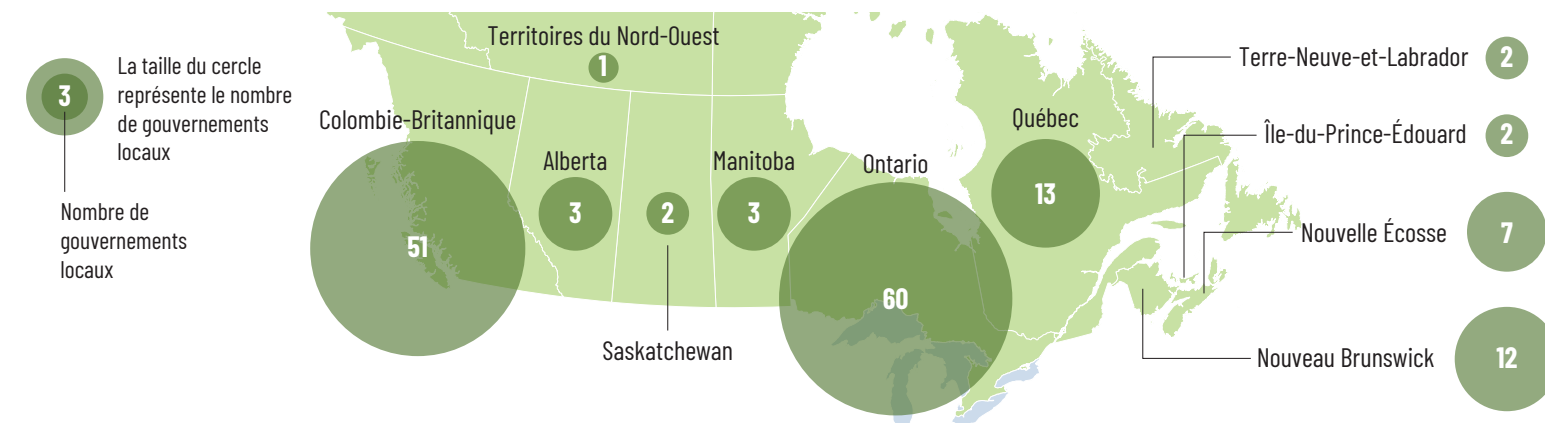 3
La taille du cercle
représente le nombre
de gouvernements
locaux
Nombre de
gouvernements
locaux
Territoires du Nord-Ouest
1
Colombie-Britannique
51
Alberta
3
2
Saskatchewan
Manitoba
3
Ontario
60
Québec
13
Terre-Neuve-et-Labrador
2
Île-du-Prince-Édouard
2
Nouvelle Écosse
7
Nouveau Brunswick
12